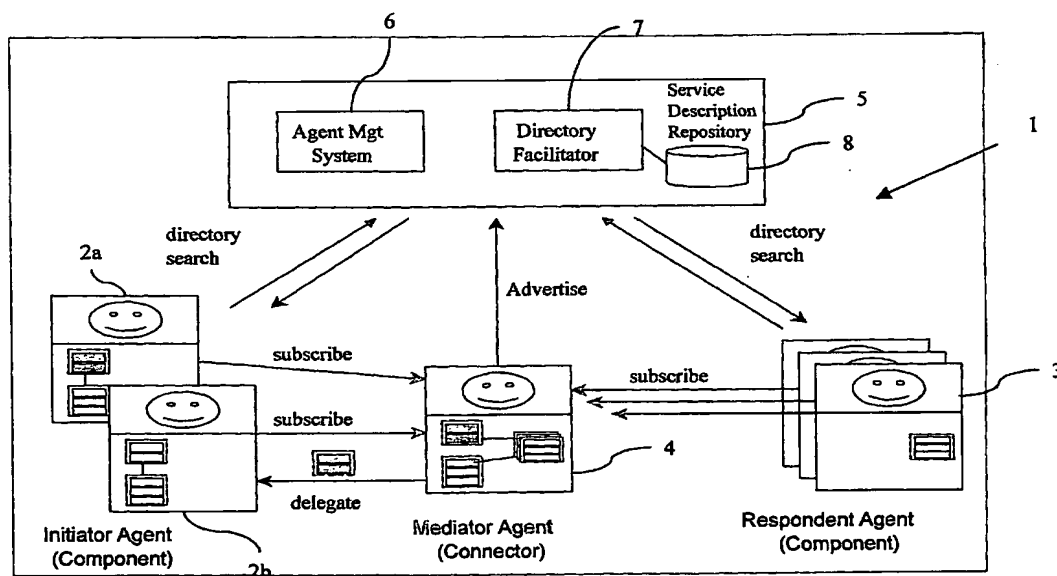 6
7
Service
Description
Repository
5
Agent Mgt
System
Directory
Facilitator
8
1
directory
search
directory
search
2a
Advertise
subscribe
subscribe
3
subscribe
4
delegate
Initiator Agent
(Component)
Mediator Agent
(Connector)
Respondent Agent
(Component)
2b